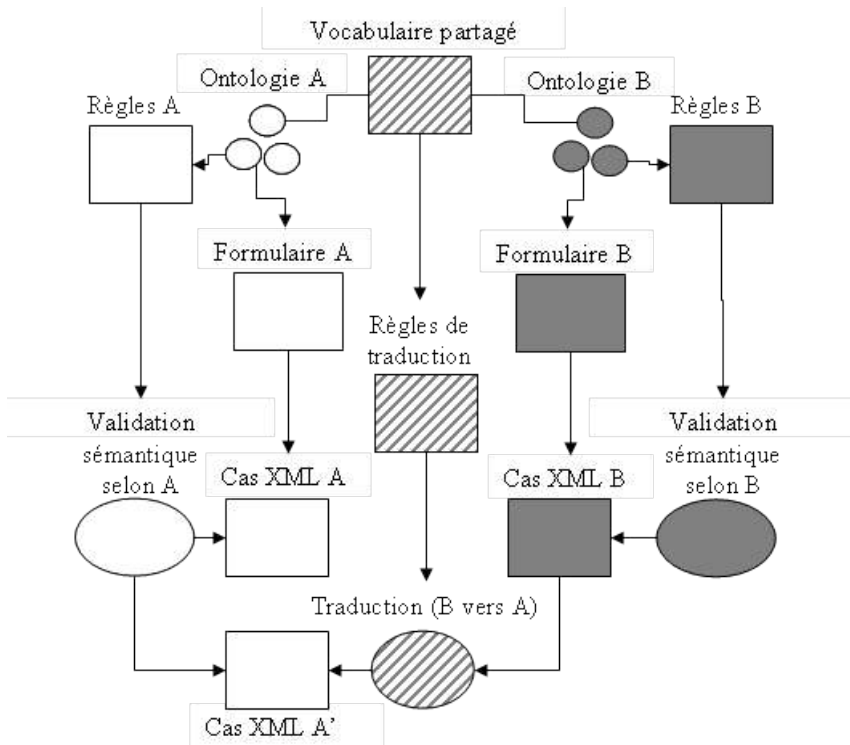 Vocabulaire partagé
Ontologie A
Ontologie B
Règles A
Règles B
Formulaire A
Formulaire B
Règles de
traduction
Validation
sémantique
selon A
Cas XML A
Cas XML B
Validation
sémantique
selon B
Traduction (B vers A)
Cas XML A’